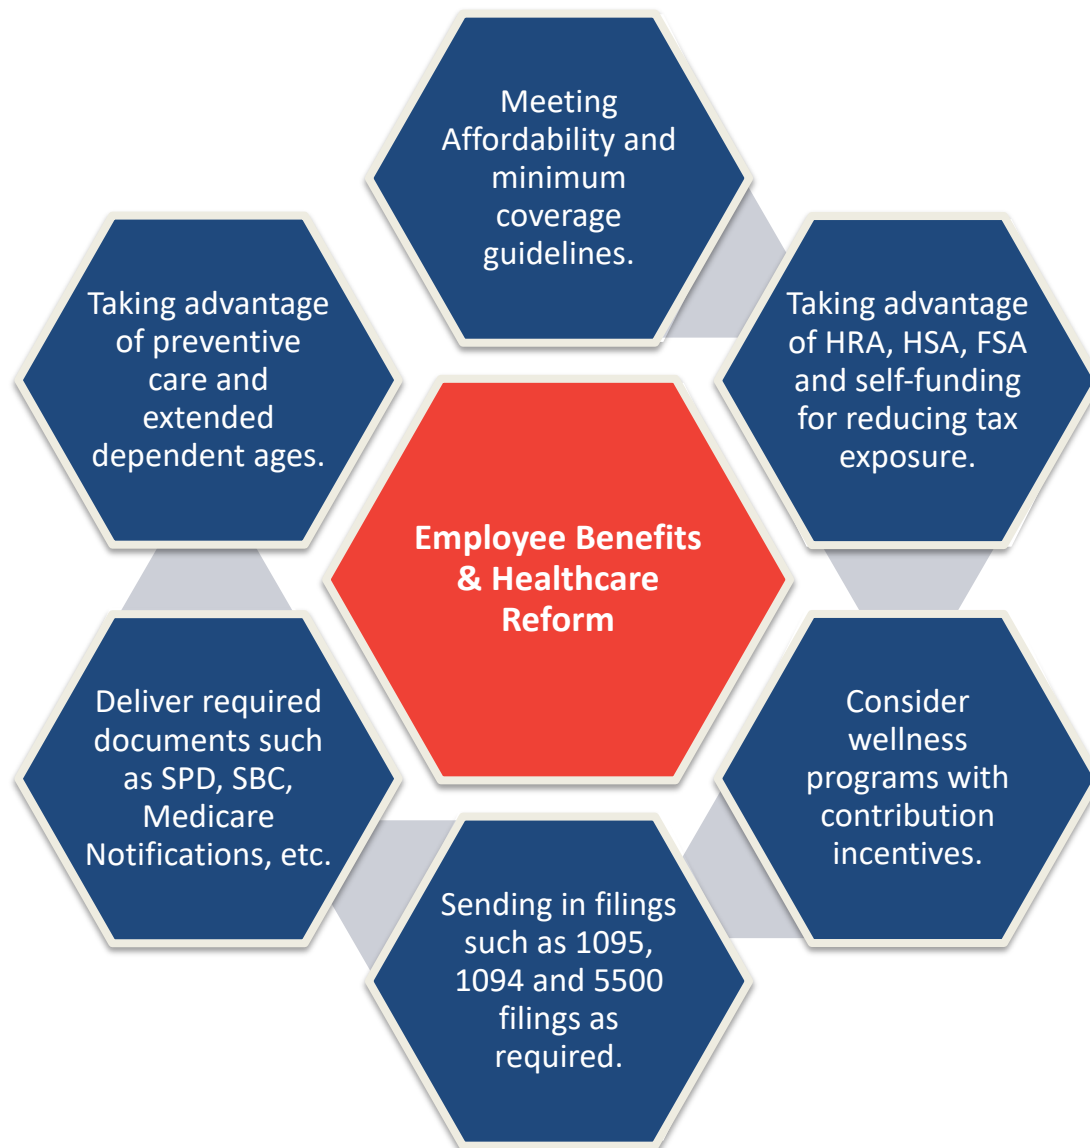 Meeting
Affordability and
minimum
coverage
guidelines.
Taking advantage
of HRA, HSA, FSA
and self-funding
for reducing tax
exposure.
Consider
wellness
programs with
contribution
incentives.
Sending in filings
such as 1095,
1094 and 5500
filings as
required.
Deliver required
documents such
as SPD, SBC,
Medicare
Notifications, etc.
Taking advantage
of preventive
care and
extended
dependent ages.
Employee Benefits
& Healthcare
Reform